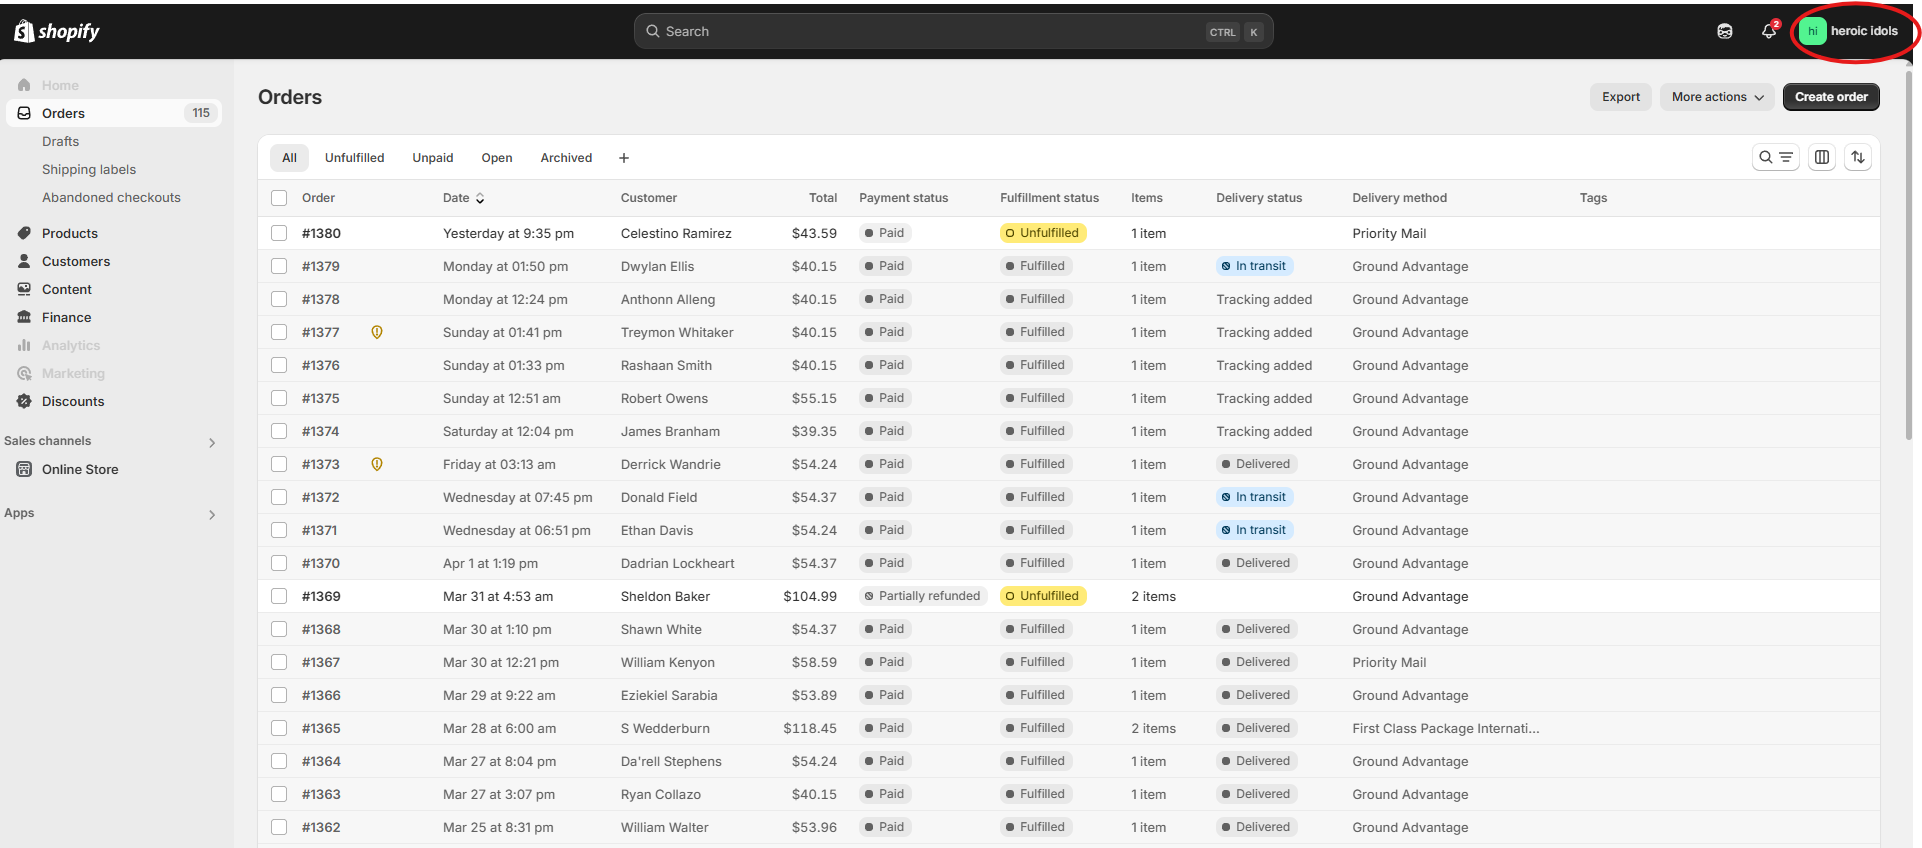 shopify Search CTRL K 2 hi heroic idols
Home
Orders 115
Drafts
Shipping labels
Abandoned checkouts
Products
Customers
Content
Finance
Analytics
Marketing
Discounts
Sales channels
Online Store
Apps
Orders Export More actions Create order
All Unfulfilled Unpaid Open Archived +
Order Date Customer Total Payment status Fulfillment status Items Delivery status Delivery method Tags
#1380 Yesterday at 9:35 pm Celestino Ramirez $43.59 Paid Unfulfilled 1 item Priority Mail
#1379 Monday at 01:50 pm Dwylan Ellis $40.15 Paid Fulfilled 1 item In transit Ground Advantage
#1378 Monday at 12:24 pm Anthonn Alleng $40.15 Paid Fulfilled 1 item Tracking added Ground Advantage
#1377 Sunday at 01:41 pm Treymon Whitaker $40.15 Paid Fulfilled 1 item Tracking added Ground Advantage
#1376 Sunday at 01:33 pm Rashaan Smith $40.15 Paid Fulfilled 1 item Tracking added Ground Advantage
#1375 Sunday at 12:51 am Robert Owens $55.15 Paid Fulfilled 1 item Tracking added Ground Advantage
#1374 Saturday at 12:04 pm James Branham $39.35 Paid Fulfilled 1 item Tracking added Ground Advantage
#1373 Friday at 03:13 am Derrick Wandrie $54.24 Paid Fulfilled 1 item Delivered Ground Advantage
#1372 Wednesday at 07:45 pm Donald Field $54.37 Paid Fulfilled 1 item In transit Ground Advantage
#1371 Wednesday at 06:51 pm Ethan Davis $54.24 Paid Fulfilled 1 item In transit Ground Advantage
#1370 Apr 1 at 1:19 pm Dadrian Lockheart $54.37 Paid Fulfilled 1 item Delivered Ground Advantage
#1369 Mar 31 at 4:53 am Sheldon Baker $104.99 Partially refunded Unfulfilled 2 items Ground Advantage
#1368 Mar 30 at 1:10 pm Shawn White $54.37 Paid Fulfilled 1 item Delivered Ground Advantage
#1367 Mar 30 at 12:21 pm William Kenyon $58.59 Paid Fulfilled 1 item Delivered Priority Mail
#1366 Mar 29 at 9:22 am Eziekiel Sarabia $53.89 Paid Fulfilled 1 item Delivered Ground Advantage
#1365 Mar 28 at 6:00 am S Wedderburn $118.45 Paid Fulfilled 2 items Delivered First Class Package Internati...
#1364 Mar 27 at 8:04 pm Da'rell Stephens $54.24 Paid Fulfilled 1 item Delivered Ground Advantage
#1363 Mar 27 at 3:07 pm Ryan Collazo $40.15 Paid Fulfilled 1 item Delivered Ground Advantage
#1362 Mar 25 at 8:31 pm William Walter $53.96 Paid Fulfilled 1 item Delivered Ground Advantage